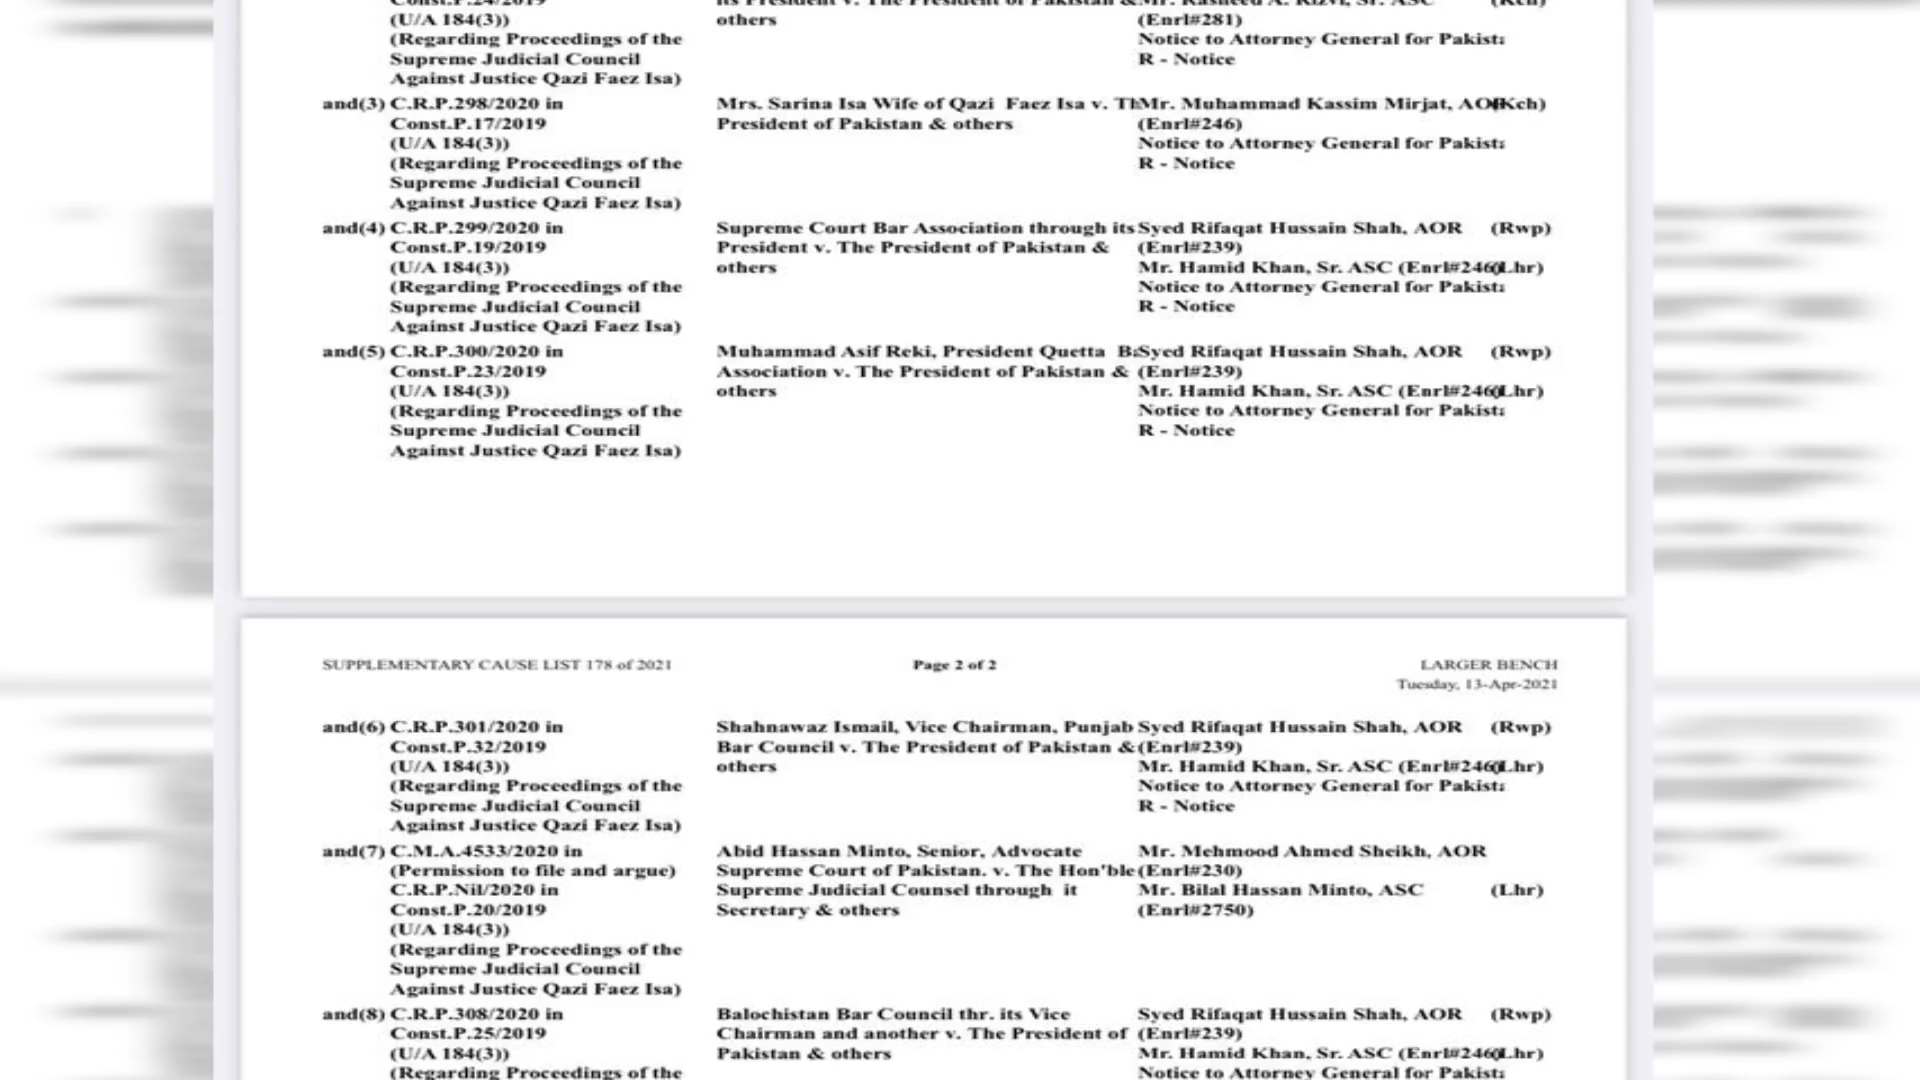 (U/A 184(3))
others
(Enrl#281)
(Regarding Proceedings of the
Notice to Attorney General for Pakist
Supreme Judicial Council
R - Notice
Against Justice Qazi Faez Isa)
and(3) C.R.P.298/2020 in
Mrs. Sarina Isa Wife of Qazi Faez Isa v. Th
Mr. Muhammad Kassim Mirjat, AOR
(Kch)
Const.P.17/2019
President of Pakistan & others
(Enrl#246)
(U/A 184(3))
Notice to Attorney General for Pakist
(Regarding Proceedings of the
R - Notice
Supreme Judicial Council
Against Justice Qazi Faez Isa)
and(4) C.R.P.299/2020 in
Supreme Court Bar Association through its
Syed Rifaqat Hussain Shah, AOR
(Rwp)
Const.P.19/2019
President v. The President of Pakistan &
(Enrl#239)
(U/A 184(3))
others
Mr. Hamid Khan, Sr. ASC (Enrl#246)
(Lhr)
(Regarding Proceedings of the
Notice to Attorney General for Pakist
Supreme Judicial Council
R - Notice
Against Justice Qazi Faez Isa)
and(5) C.R.P.300/2020 in
Muhammad Asif Reki, President Quetta Ba
Syed Rifaqat Hussain Shah, AOR
(Rwp)
Const.P.23/2019
Association v. The President of Pakistan &
(Enrl#239)
(U/A 184(3))
others
Mr. Hamid Khan, Sr. ASC (Enrl#246)
(Lhr)
(Regarding Proceedings of the
Notice to Attorney General for Pakist
Supreme Judicial Council
R - Notice
Against Justice Qazi Faez Isa)
SUPPLEMENTARY CAUSE LIST 178 of 2021
Page 2 of 2
LARGER BENCH
Tuesday, 13-Apr-2021
and(6) C.R.P.301/2020 in
Shahnawaz Ismail, Vice Chairman, Punjab
Syed Rifaqat Hussain Shah, AOR
(Rwp)
Const.P.32/2019
Bar Council v. The President of Pakistan &
(Enrl#239)
(U/A 184(3))
others
Mr. Hamid Khan, Sr. ASC (Enrl#246)
(Lhr)
(Regarding Proceedings of the
Notice to Attorney General for Pakist
Supreme Judicial Council
R - Notice
Against Justice Qazi Faez Isa)
and(7) C.M.A.4533/2020 in
Abid Hassan Minto, Senior, Advocate
Mr. Mehmood Ahmed Sheikh, AOR
(Permission to file and argue)
Supreme Court of Pakistan. v. The Hon'ble
(Enrl#230)
C.R.P.Nil/2020 in
Supreme Judicial Counsel through it
Mr. Bilal Hassan Minto, ASC
(Lhr)
Const.P.20/2019
Secretary & others
(Enrl#2750)
(U/A 184(3))
(Regarding Proceedings of the
Supreme Judicial Council
Against Justice Qazi Faez Isa)
and(8) C.R.P.308/2020 in
Balochistan Bar Council thr. its Vice
Syed Rifaqat Hussain Shah, AOR
(Rwp)
Const.P.25/2019
Chairman and another v. The President of
(Enrl#239)
(U/A 184(3))
Pakistan & others
Mr. Hamid Khan, Sr. ASC (Enrl#246)
(Lhr)
(Regarding Proceedings of the
Notice to Attorney General for Pakist